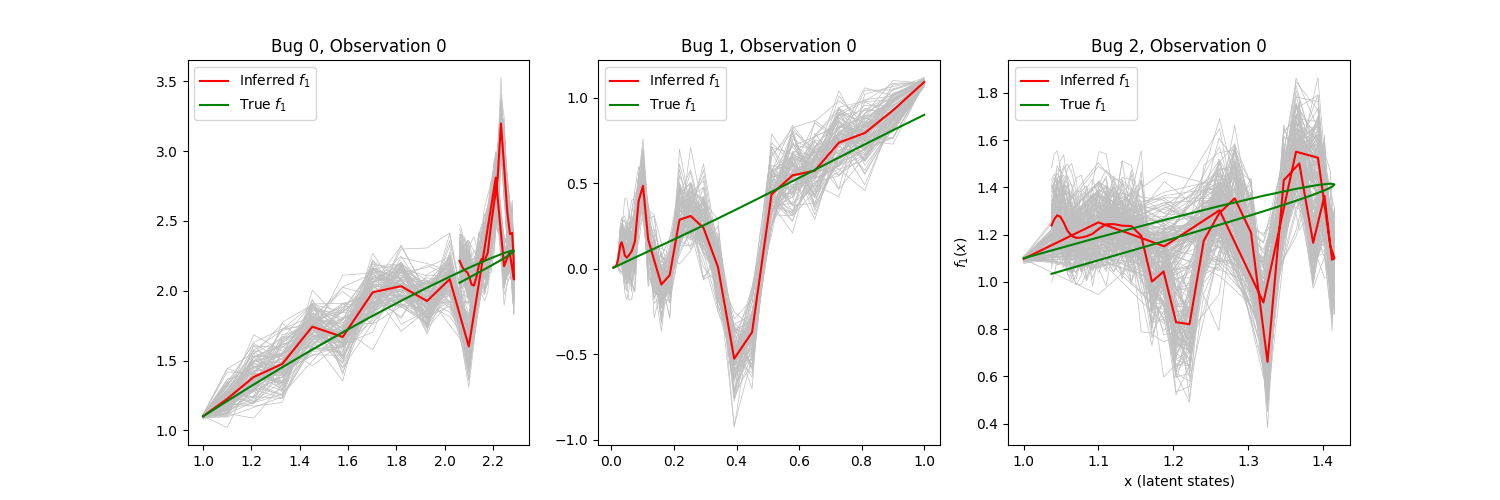 Bug 0, Observation 0
Inferred f₁
True f₁
3.5
3.0
2.5
2.0
1.5
1.0
1.0 1.2 1.4 1.6 1.8 2.0 2.2
Bug 1, Observation 0
Inferred f₁
True f₁
1.0
0.5
0.0
−0.5
−1.0
0.0 0.2 0.4 0.6 0.8 1.0
Bug 2, Observation 0
Inferred f₁
True f₁
f₁(x)
1.8
1.6
1.4
1.2
1.0
0.8
0.6
0.4
1.0 1.1 1.2 1.3 1.4
x (latent states)